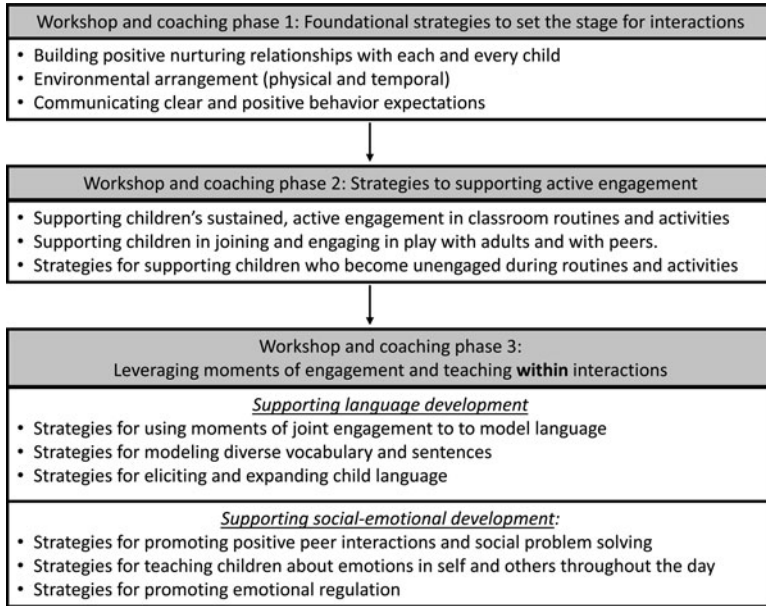 Workshop and coaching phase 1: Foundational strategies to set the stage for interactions
• Building positive nurturing relationships with each and every child
• Environmental arrangement (physical and temporal)
• Communicating clear and positive behavior expectations
Workshop and coaching phase 2: Strategies to supporting active engagement
• Supporting children’s sustained, active engagement in classroom routines and activities
• Supporting children in joining and engaging in play with adults and with peers.
• Strategies for supporting children who become unengaged during routines and activities
Workshop and coaching phase 3:
Leveraging moments of engagement and teaching within interactions
Supporting language development
• Strategies for using moments of joint engagement to to model language
• Strategies for modeling diverse vocabulary and sentences
• Strategies for eliciting and expanding child language
Supporting social-emotional development:
• Strategies for promoting positive peer interactions and social problem solving
• Strategies for teaching children about emotions in self and others throughout the day
• Strategies for promoting emotional regulation